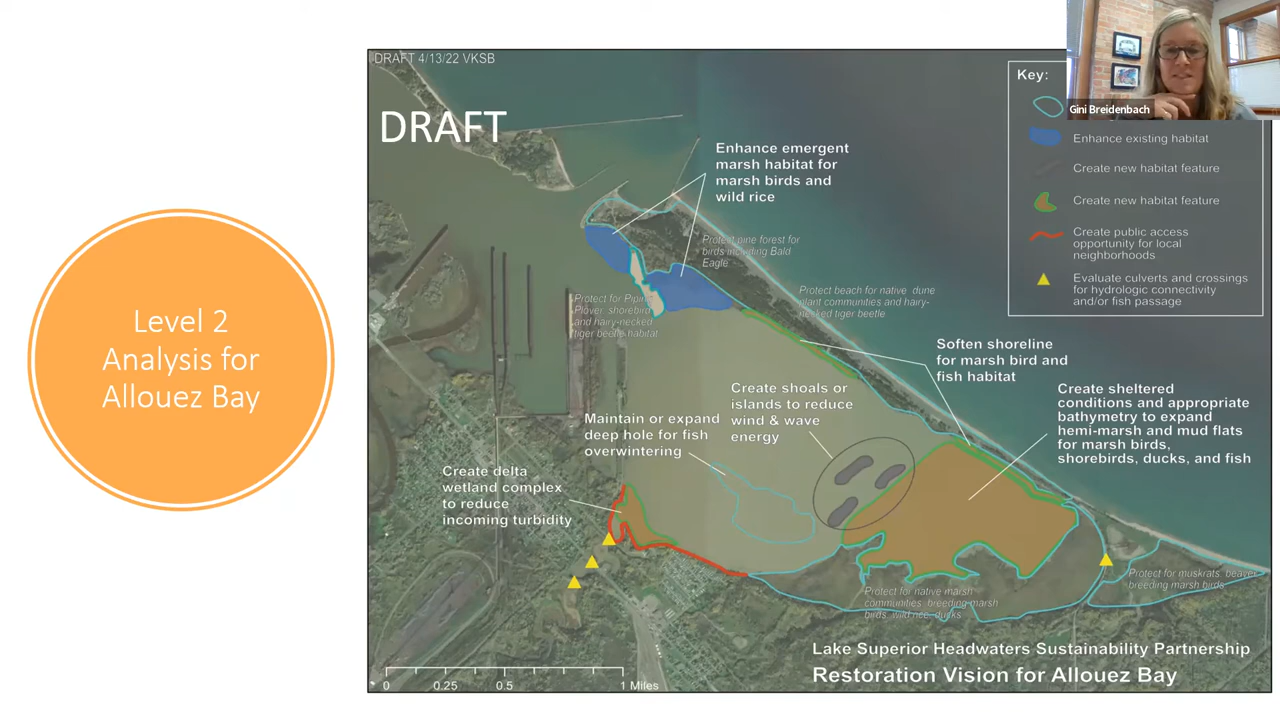 Level 2
Analysis for
Allouez Bay
DRAFT 4/13/22 VKSB
DRAFT
Gini Breidenbach
Key:
Enhance existing habitat
Create new habitat feature
Create new habitat feature
Create public access
opportunity for local
neighborhoods
Evaluate culverts and crossings
for hydrologic connectivity
and/or fish passage
Enhance emergent
marsh habitat for
marsh birds and
wild rice
Protect pine forest for
birds including Bald
Eagle
Protect for Piping
Plover, shorebird
and hairy-necked
tiger beetle habitat
Protect beach for native dune
plant communities and hairy-
necked tiger beetle
Soften shoreline
for marsh bird and
fish habitat
Create shoals or
islands to reduce
wind & wave
energy
Create sheltered
conditions and appropriate
bathymetry to expand
hemi-marsh and mud flats
for marsh birds,
shorebirds, ducks, and fish
Maintain or expand
deep hole for fish
overwintering
Create delta
wetland complex
to reduce
incoming turbidity
Protect for muskrats, beaver,
breeding marsh birds
Protect for native marsh
communities, breeding marsh
birds, wild rice, ducks
Lake Superior Headwaters Sustainability Partnership
Restoration Vision for Allouez Bay
0 0.25 0.5 1 Miles